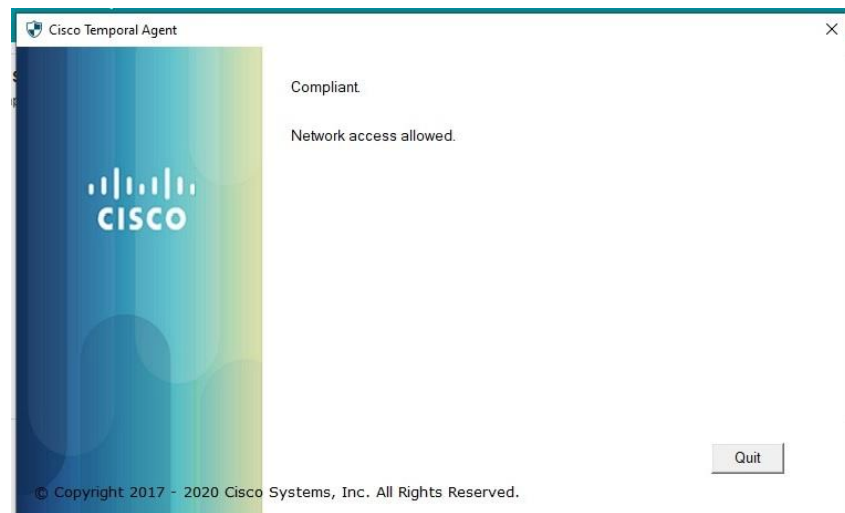 Cisco Temporal Agent
Compliant
Network access allowed.
CISCO
Quit
© Copyright 2017 - 2020 Cisco Systems, Inc. All Rights Reserved.